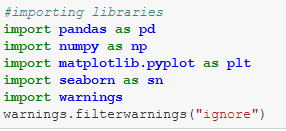 #importing libraries
import pandas as pd
import numpy as np
import matplotlib.pyplot as plt
import seaborn as sn
import warnings
warnings.filterwarnings("ignore")